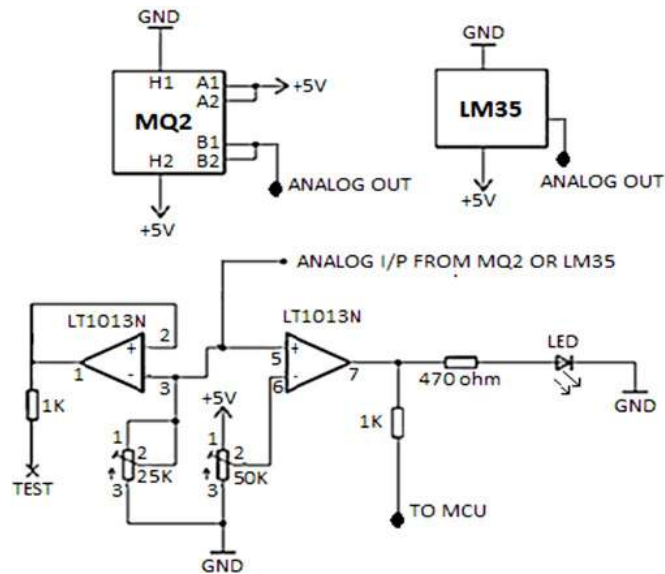 GND
H1 A1
A2
+5V
MQ2
B1
B2
H2
ANALOG OUT
+5V
GND
LM35
ANALOG OUT
+5V
ANALOG I/P FROM MQ2 OR LM35
LT1013N
2
+
1
-
3
1K
TEST
1
2
25K
3
LT1013N
5
+
6
-
7
+5V
1
2
50K
3
GND
470 ohm
LED
GND
1K
TO MCU